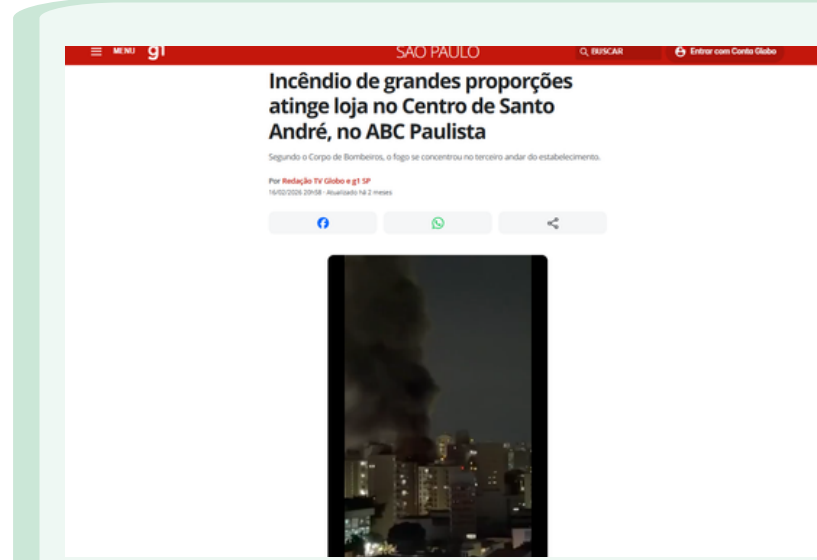 MENU g1 SÃO PAULO BUSCAR Entrar com Conta Globo
Incêndio de grandes proporções
atinge loja no Centro de Santo
André, no ABC Paulista
Segundo o Corpo de Bombeiros, o fogo se concentrou no terceiro andar do estabelecimento.
Por Redação TV Globo e g1 SP
16/02/2026 20h58 · Atualizado há 2 meses